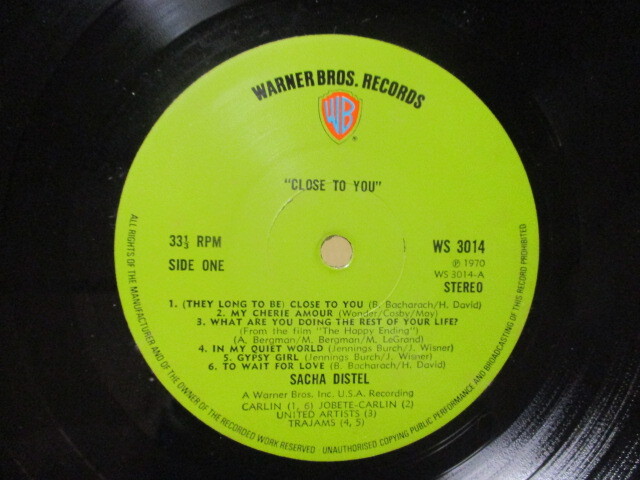 WARNER BROS. RECORDS
WB
®
"CLOSE TO YOU"
33⅓ RPM
SIDE ONE
WS 3014
℗ 1970
WS 3014-A
STEREO
1. (THEY LONG TO BE) CLOSE TO YOU (B. Bacharach/H. David)
2. MY CHERIE AMOUR (Wonder/Cosby/Moy)
3. WHAT ARE YOU DOING THE REST OF YOUR LIFE?
(From the film "The Happy Ending")
(A. Bergman/M. Bergman/M. LeGrand)
4. IN MY QUIET WORLD (Jennings Burch/J. Wisner)
5. GYPSY GIRL (Jennings Burch/J. Wisner)
6. TO WAIT FOR LOVE (B. Bacharach/H. David)
SACHA DISTEL
A Warner Bros. Inc. U.S.A. Recording
CARLIN (1, 6) JOBETE-CARLIN (2)
UNITED ARTISTS (3)
TRAJAMS (4, 5)
ALL RIGHTS OF THE MANUFACTURER AND OF THE OWNER OF THE RECORDED WORK RESERVED UNAUTHORISED COPYING PUBLIC PERFORMANCE AND BROADCASTING OF THIS RECORD PROHIBITED